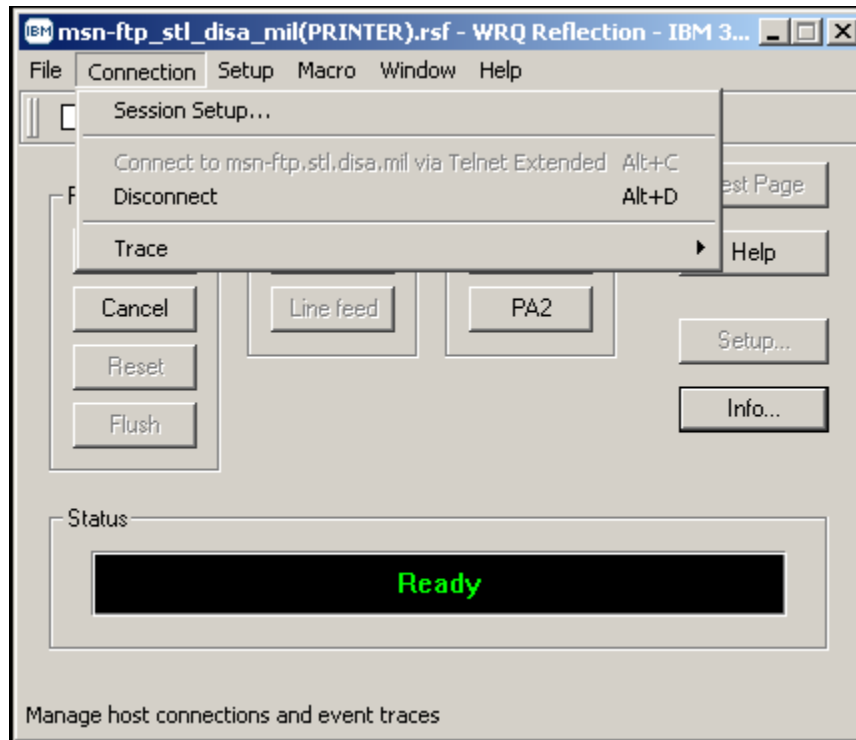 IBM msn-ftp_stl_disa_mil(PRINTER).rsf - WRQ Reflection - IBM 3...
File Connection Setup Macro Window Help
Session Setup...
Connect to msn-ftp.stl.disa.mil via Telnet Extended Alt+C
Disconnect Alt+D
Trace
est Page
Help
Cancel Line feed PA2
Setup...
Reset
Info...
Flush
Status
Ready
Manage host connections and event traces